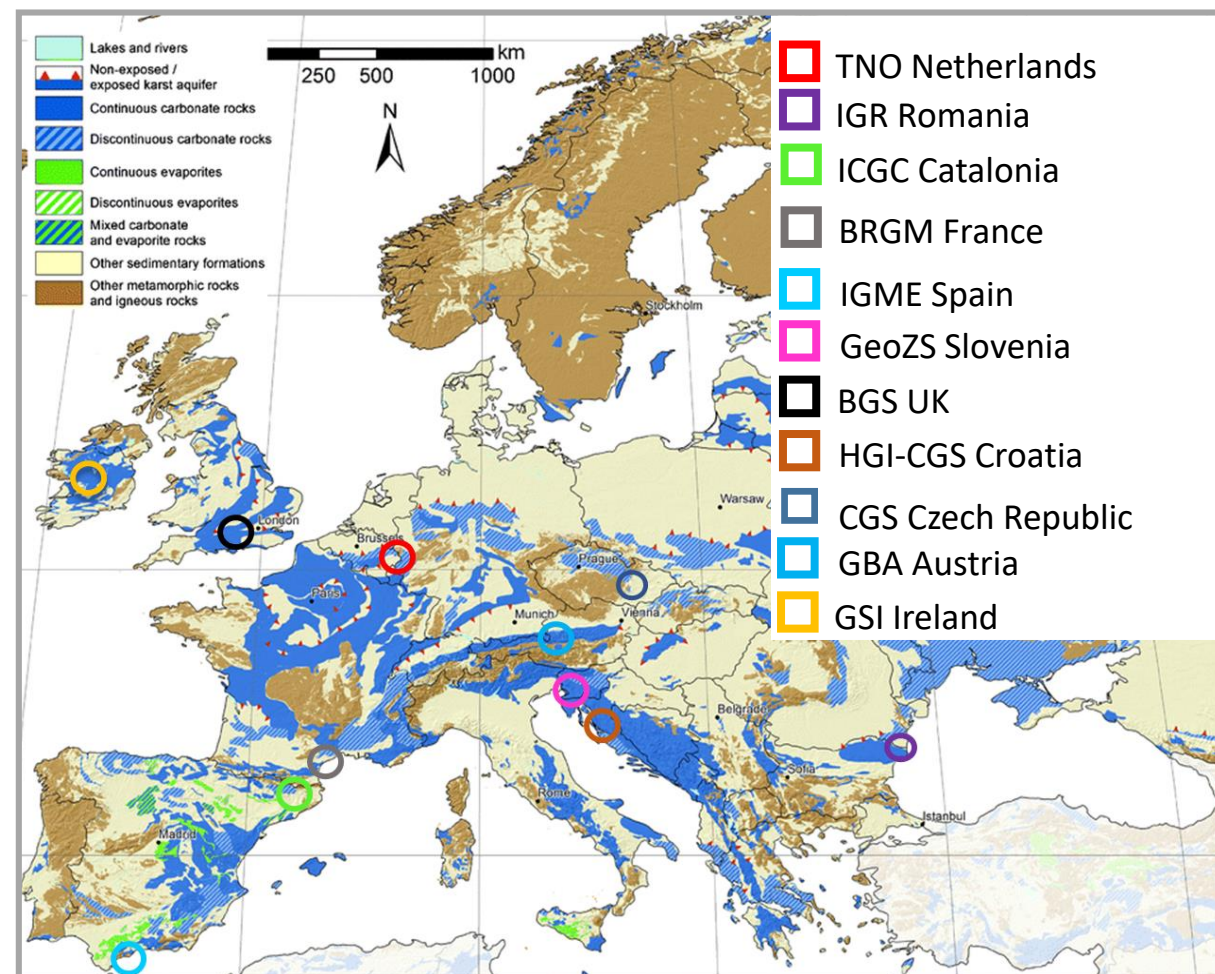 Lakes and rivers
Non-exposed /
exposed karst aquifer
Continuous carbonate rocks
Discontinuous carbonate rocks
Continuous evaporites
Discontinuous evaporites
Mixed carbonate
and evaporite rocks
Other sedimentary formations
Other metamorphic rocks
and igneous rocks
km
250 500 1000
N
TNO Netherlands
IGR Romania
ICGC Catalonia
BRGM France
IGME Spain
GeoZS Slovenia
BGS UK
HGI-CGS Croatia
CGS Czech Republic
GBA Austria
GSI Ireland
Stockholm
Warsaw
London
Brussels
Prague
Paris
Munich
Vienna
Belgrade
Sofia
Rome
Istanbul
Madrid